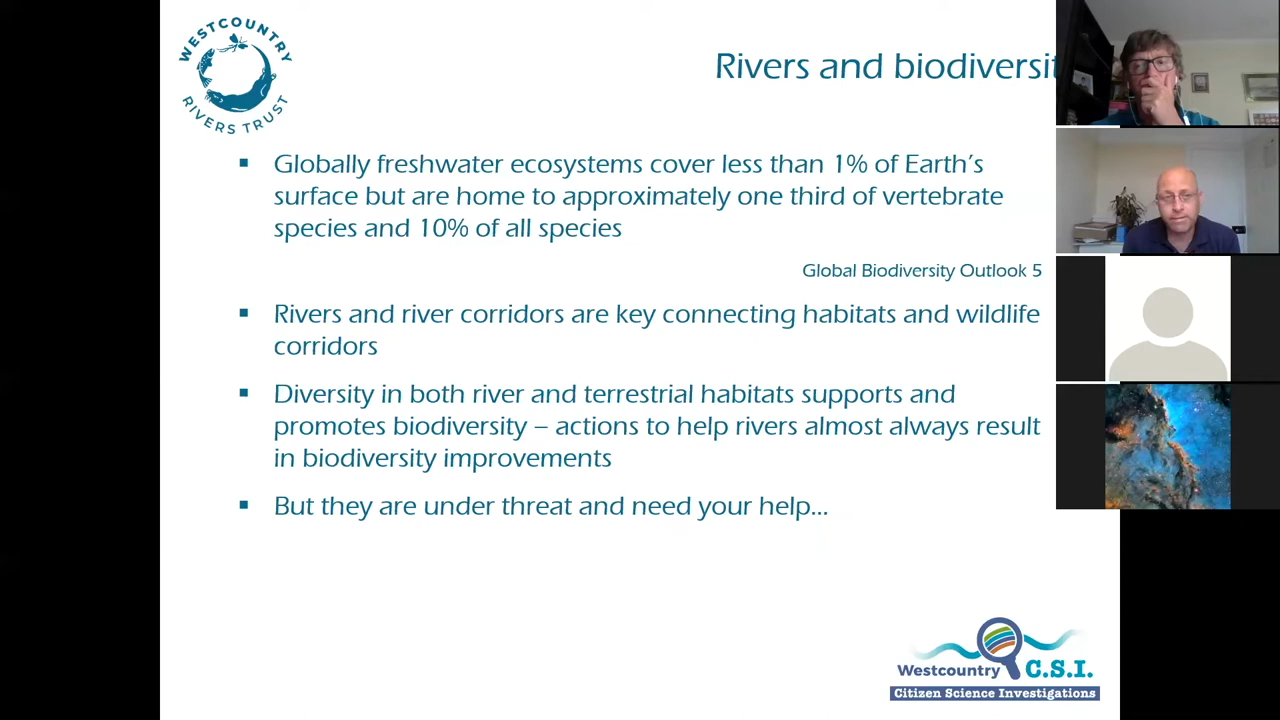 WESTCOUNTRY
RIVERS TRUST
Rivers and biodiversit
▪ Globally freshwater ecosystems cover less than 1% of Earth's
surface but are home to approximately one third of vertebrate
species and 10% of all species
Global Biodiversity Outlook 5
▪ Rivers and river corridors are key connecting habitats and wildlife
corridors
▪ Diversity in both river and terrestrial habitats supports and
promotes biodiversity – actions to help rivers almost always result
in biodiversity improvements
▪ But they are under threat and need your help...
Westcountry C.S.I.
Citizen Science Investigations